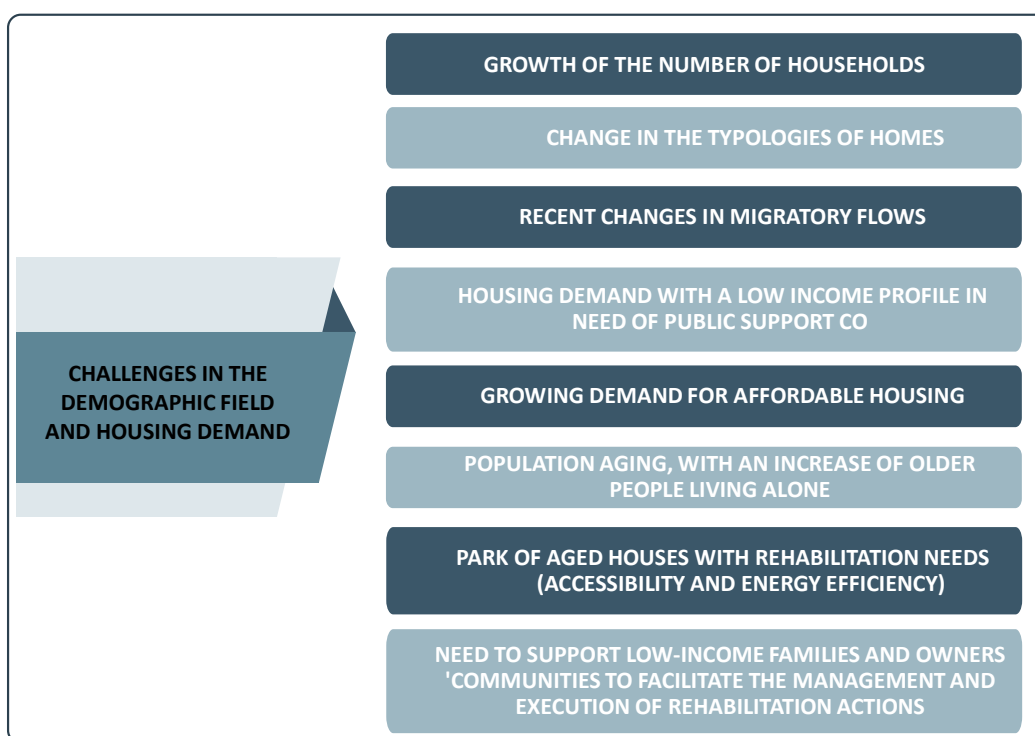 CHALLENGES IN THE
DEMOGRAPHIC FIELD
AND HOUSING DEMAND
GROWTH OF THE NUMBER OF HOUSEHOLDS
CHANGE IN THE TYPOLOGIES OF HOMES
RECENT CHANGES IN MIGRATORY FLOWS
HOUSING DEMAND WITH A LOW INCOME PROFILE IN
NEED OF PUBLIC SUPPORT CO
GROWING DEMAND FOR AFFORDABLE HOUSING
POPULATION AGING, WITH AN INCREASE OF OLDER
PEOPLE LIVING ALONE
PARK OF AGED HOUSES WITH REHABILITATION NEEDS
(ACCESSIBILITY AND ENERGY EFFICIENCY)
NEED TO SUPPORT LOW-INCOME FAMILIES AND OWNERS
'COMMUNITIES TO FACILITATE THE MANAGEMENT AND
EXECUTION OF REHABILITATION ACTIONS